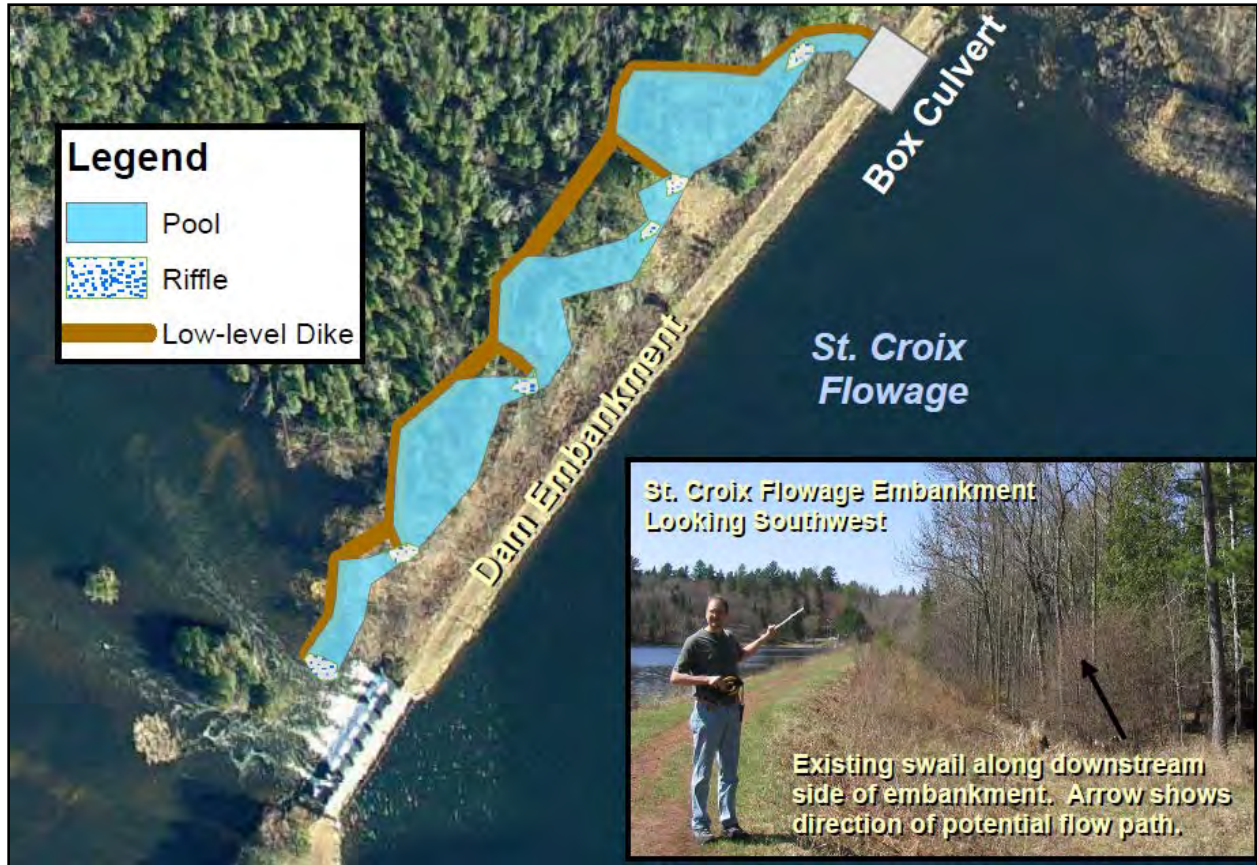 Legend
Pool
Riffle
Low-level Dike
Box Culvert
St. Croix
Flowage
Dam Embankment
St. Croix Flowage Embankment
Looking Southwest
Existing swail along downstream
side of embankment. Arrow shows
direction of potential flow path.